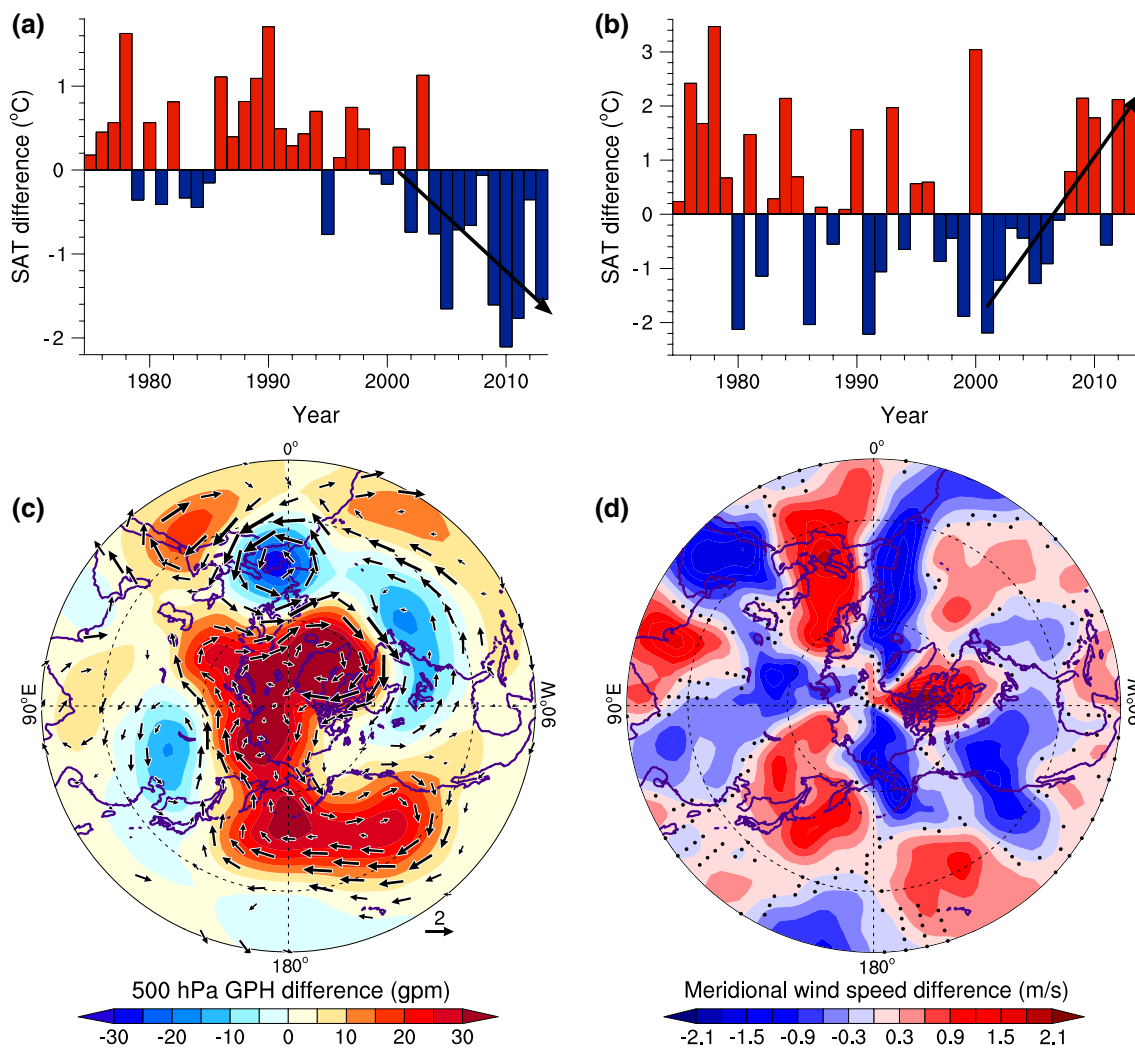 (a)
SAT difference (°C)
1
0
-1
-2
1980 1990 2000 2010
Year
(b)
SAT difference (°C)
3
2
1
0
-1
-2
1980 1990 2000 2010
Year
(c)
0°
90°E
90°W
180°
2
500 hPa GPH difference (gpm)
-30 -20 -10 0 10 20 30
(d)
0°
90°E
90°W
180°
Meridional wind speed difference (m/s)
-2.1 -1.5 -0.9 -0.3 0.3 0.9 1.5 2.1